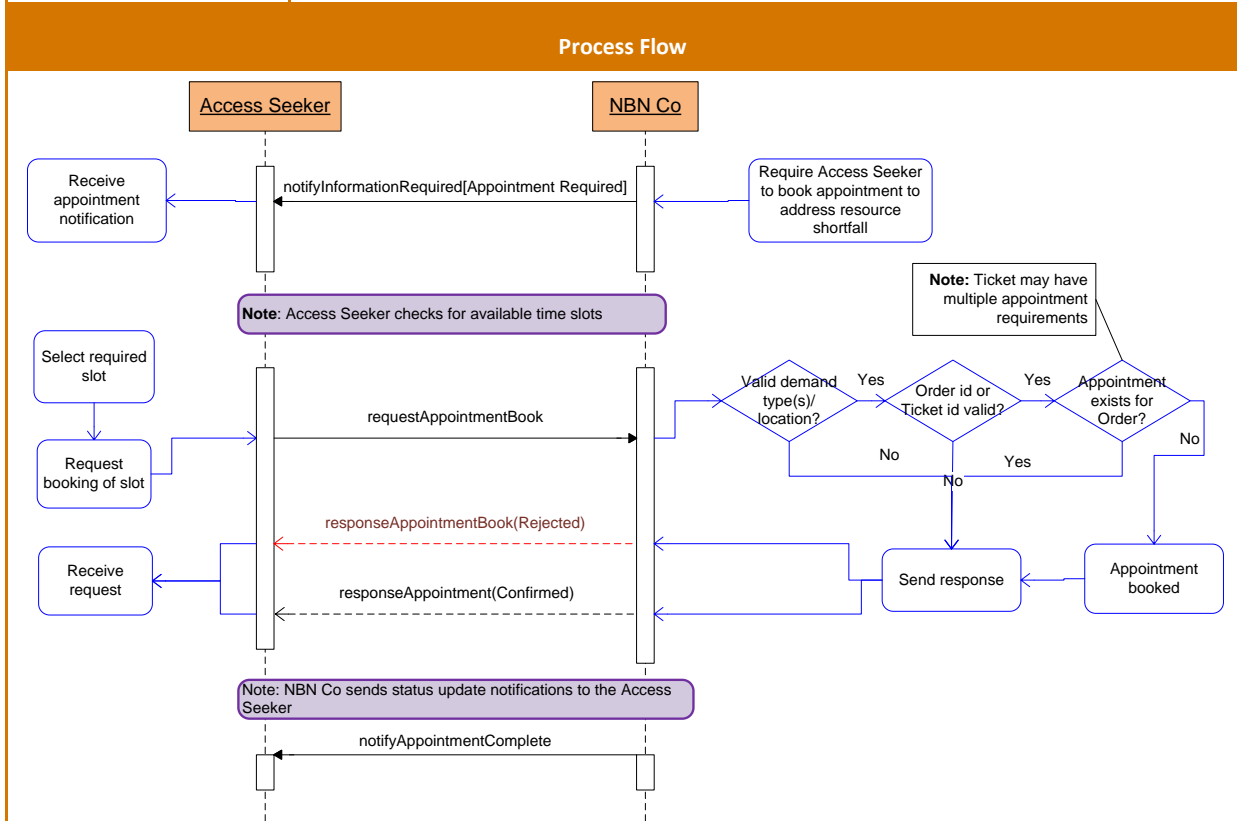 Process Flow
Access Seeker
NBN Co
Receive
appointment
notification
notifyInformationRequired[Appointment Required]
Require Access Seeker
to book appointment to
address resource
shortfall
Note: Ticket may have
multiple appointment
requirements
Note: Access Seeker checks for available time slots
Select required
slot
Request
booking of slot
requestAppointmentBook
Valid demand
type(s)/
location?
Yes
Order id or
Ticket id valid?
Yes
Appointment
exists for
Order?
No
No
No
Yes
responseAppointmentBook(Rejected)
Receive
request
responseAppointment(Confirmed)
Send response
Appointment
booked
Note: NBN Co sends status update notifications to the Access
Seeker
notifyAppointmentComplete